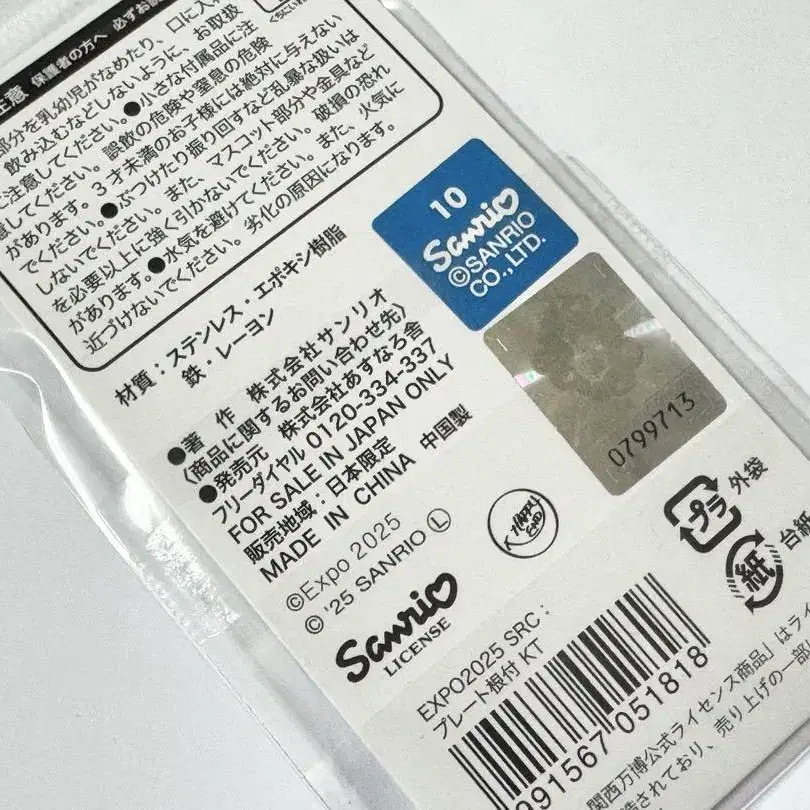 注意 保護者の方へ 必ずお読
部分を乳幼児がなめたり、口に入れ
飲み込むなどしないように、お取扱
ご注意してください。●小さな付属品に注
意してください。誤飲の危険や窒息の危険
があります。3才未満のお子様には絶対に与えない
でください。●ぶつけたり振り回すなど乱暴な扱いは
しないでください。また、マスコット部分や金具など
を必要以上に強く引かないでください。破損の恐れ
があります。●水気を避けてください。また、火気に
近づけないでください。劣化の原因になります。
材質：ステンレス・エポキシ樹脂
鉄・レーヨン
●著 作 株式会社サンリオ
〈商品に関するお問い合わせ先〉
●発売元 株式会社あすなろ舎
フリーダイヤル 0120-334-337
FOR SALE IN JAPAN ONLY
販売地域：日本限定
MADE IN CHINA 中国製
©Expo 2025
© '25 SANRIO Ⓛ
Sanrio
LICENSE
HAPPY
END
10
Sanrio
©SANRIO
CO.,LTD.
0799713
プラ 外袋
紙 台紙
EXPO2025 SRC：
プレート根付 KT
991567 051818
関西万博公式ライセンス商品」はライ
されており、売り上げの一部